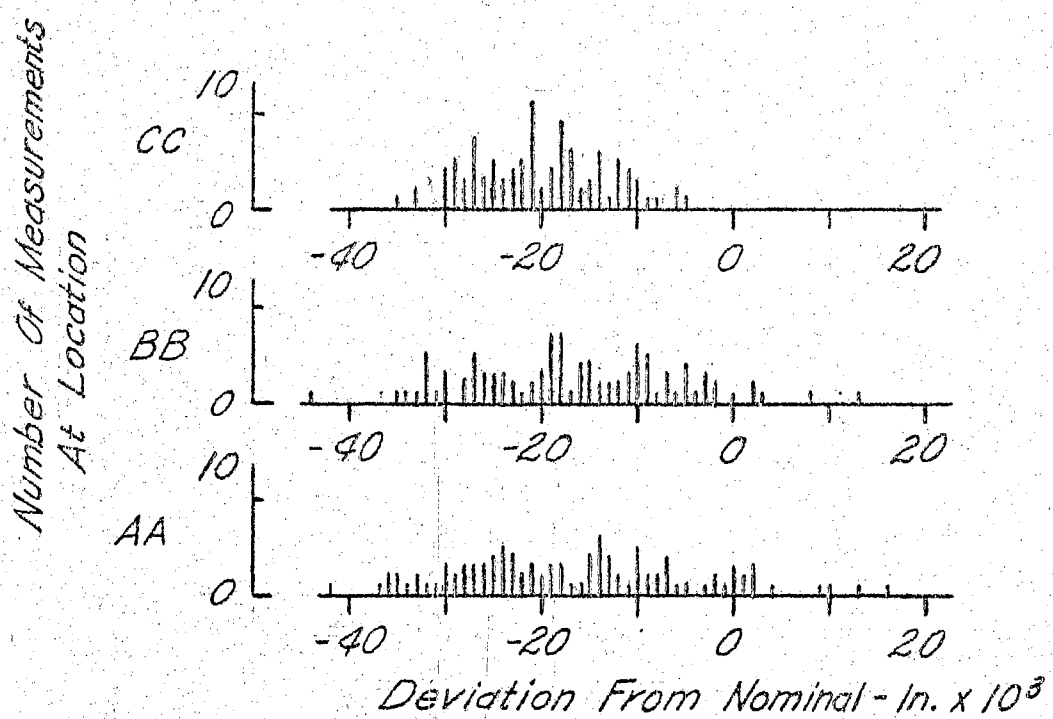 Number Of Measurements
At Location
10
CC
0
-40 -20 0 20
10
BB
0
-40 -20 0 20
10
AA
0
-40 -20 0 20
Deviation From Nominal - In. x 10³